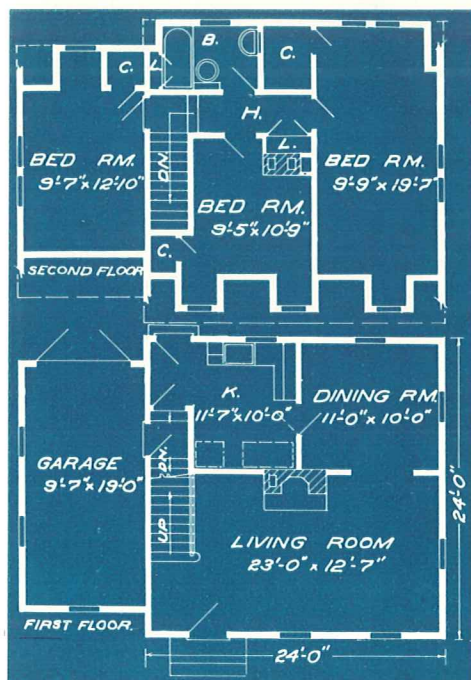 B.
C.
C.
L.
H.
L.
BED RM.
9'-7" x 12'-10"
DN.
BED RM.
9'-9" x 19'-7"
BED RM.
9'-5" x 10'-9"
C.
SECOND FLOOR
K.
11'-7" x 10'-0"
DINING RM.
11'-0" x 10'-0"
GARAGE
9'-7" x 19'-0"
DN.
UP
LIVING ROOM
23'-0" x 12'-7"
24'-0"
FIRST FLOOR.
24'-0"